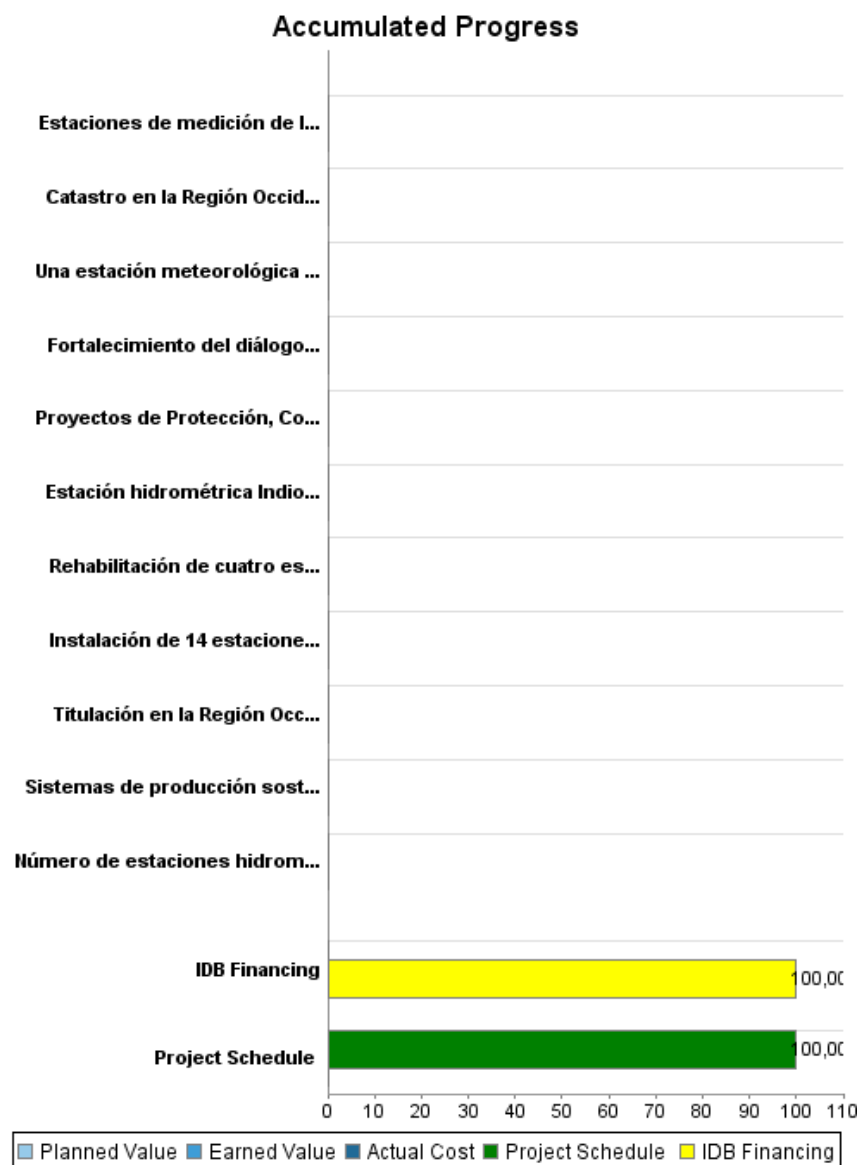 Accumulated Progress
Estaciones de medición de l...
Catastro en la Región Occid...
Una estación meteorológica ...
Fortalecimiento del diálogo...
Proyectos de Protección, Co...
Estación hidrométrica Indio...
Rehabilitación de cuatro es...
Instalación de 14 estacione...
Titulación en la Región Occ...
Sistemas de producción sost...
Número de estaciones hidrom...
IDB Financing 100,00
Project Schedule 100,00
0 10 20 30 40 50 60 70 80 90 100 110
Planned Value Earned Value Actual Cost Project Schedule IDB Financing